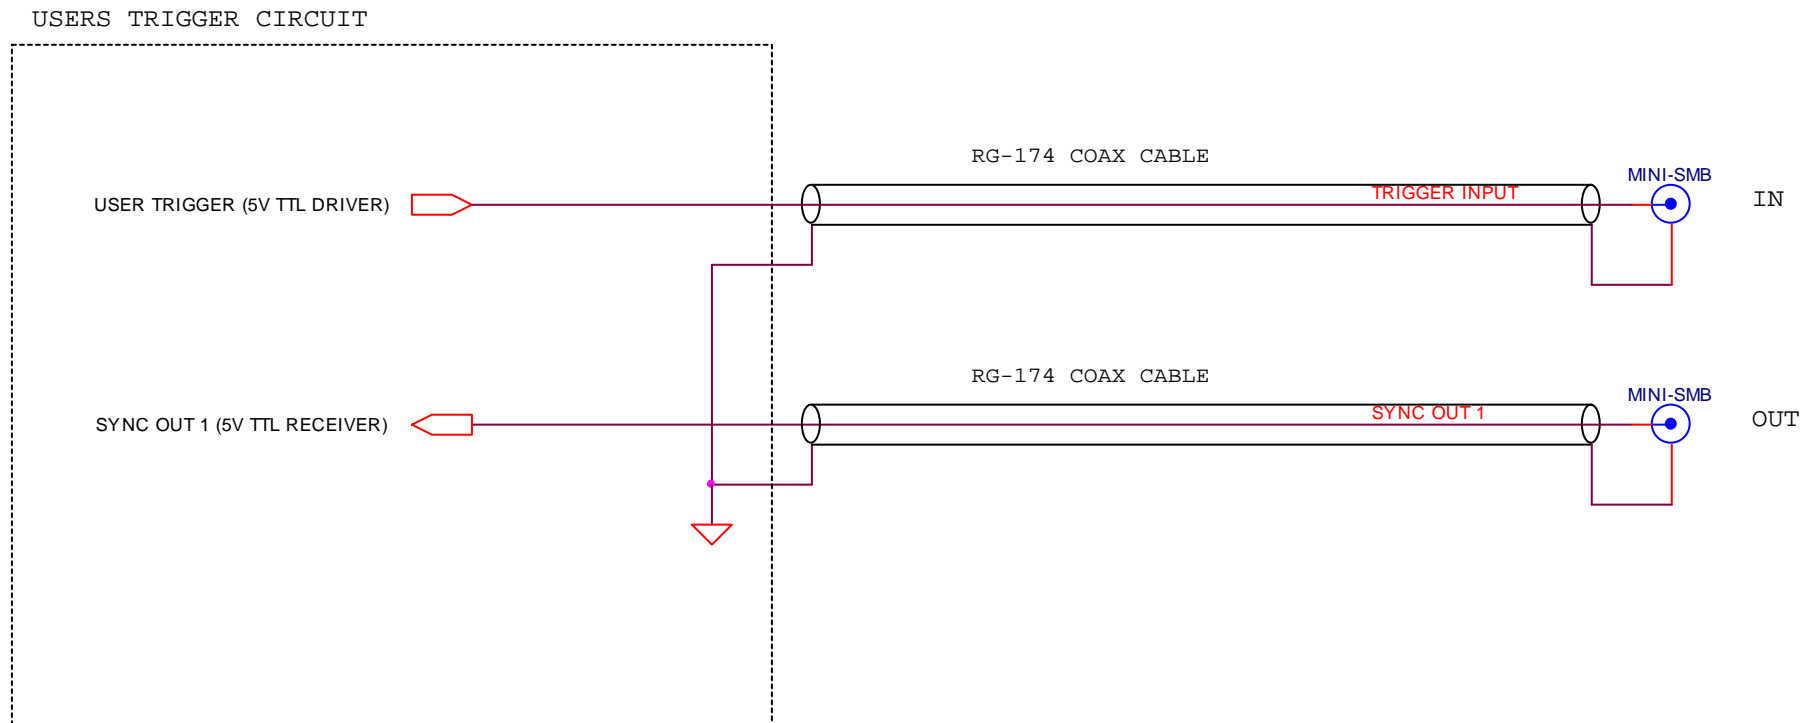 USERS TRIGGER CIRCUIT
RG-174 COAX CABLE
MINI-SMB
USER TRIGGER (5V TTL DRIVER)
TRIGGER INPUT
IN
RG-174 COAX CABLE
MINI-SMB
SYNC OUT 1 (5V TTL RECEIVER)
SYNC OUT 1
OUT